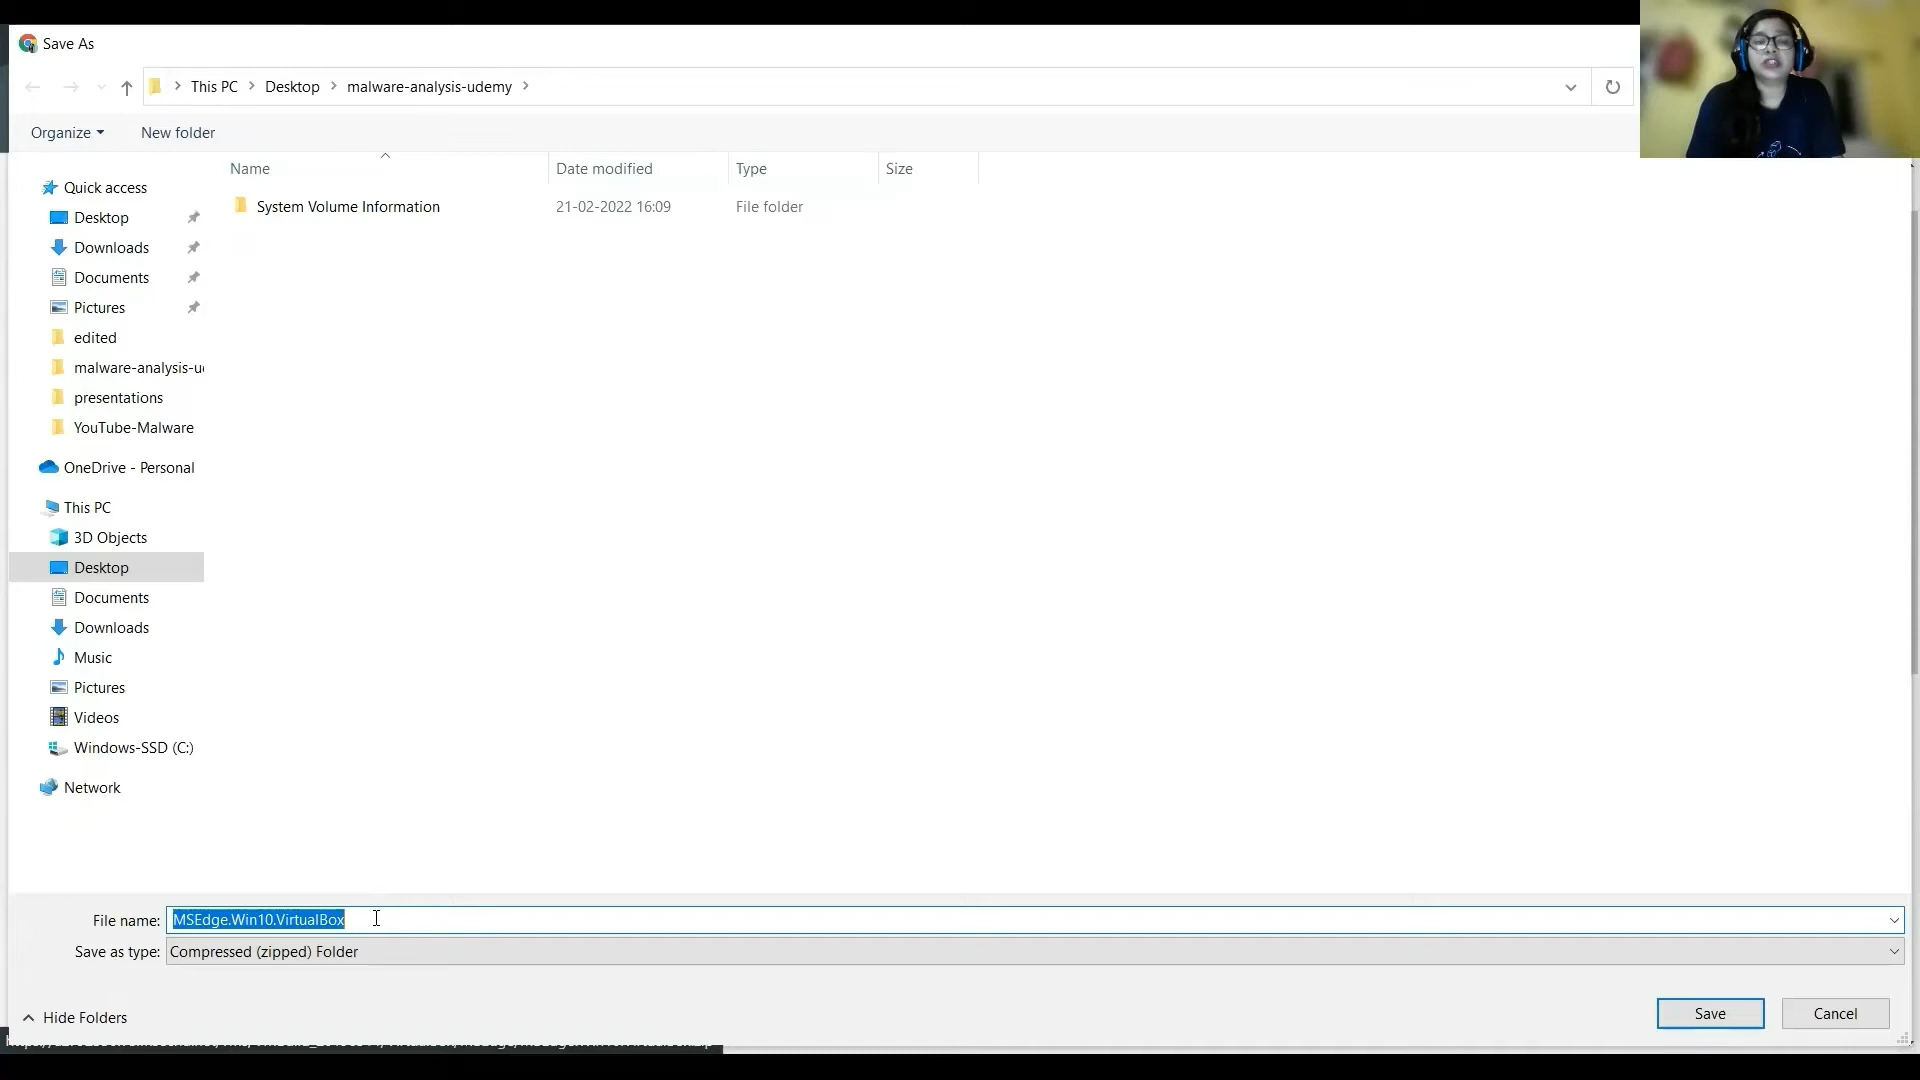 Save As
This PC > Desktop > malware-analysis-udemy >
Organize New folder
Name Date modified Type Size
System Volume Information 21-02-2022 16:09 File folder
Quick access
Desktop
Downloads
Documents
Pictures
edited
malware-analysis-u
presentations
YouTube-Malware
OneDrive - Personal
This PC
3D Objects
Desktop
Documents
Downloads
Music
Pictures
Videos
Windows-SSD (C:)
Network
File name: MSEdge.Win10.VirtualBox
Save as type: Compressed (zipped) Folder
Hide Folders
Save Cancel